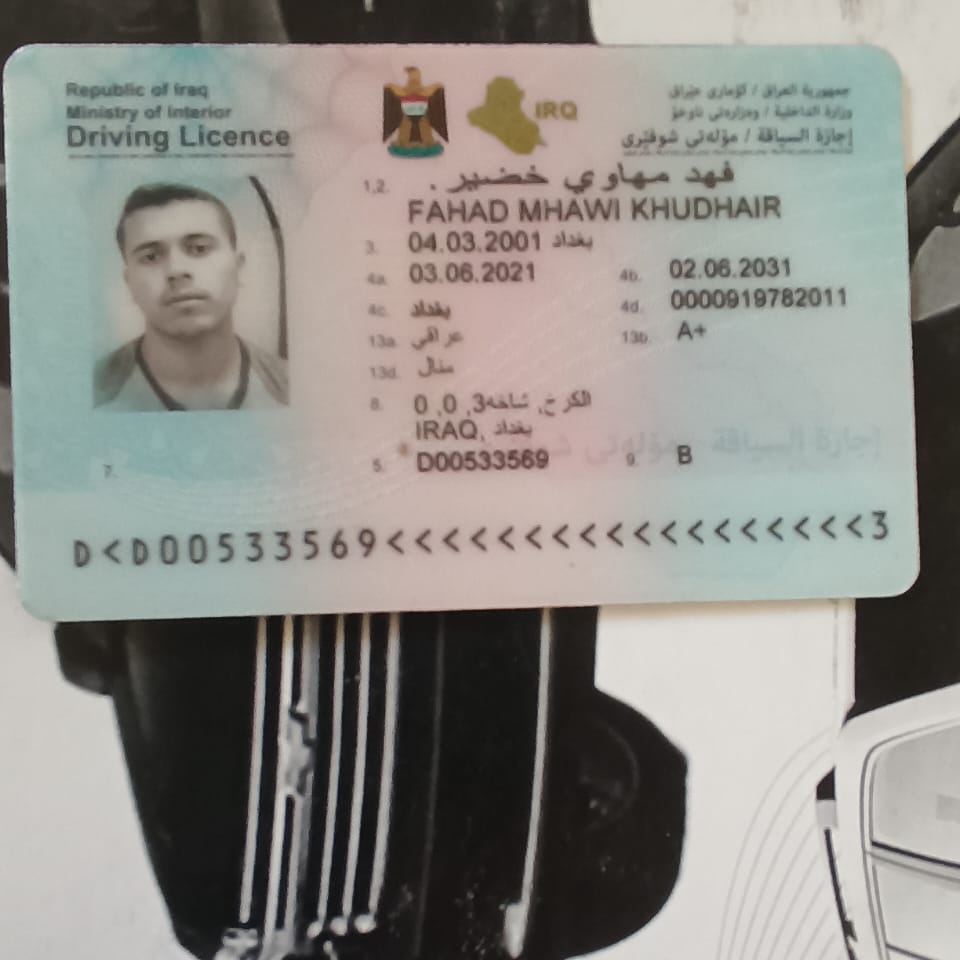 Republic of Iraq
Ministry of Interior
Driving Licence
IRQ
جمهورية العراق / كۆماری عێراق
وزارة الداخلية / وەزارەتی ناوخۆ
إجازة السياقة / مۆڵەتی شوفێری
1,2. فهد مهاوي خضير .
FAHAD MHAWI KHUDHAIR
3. 04.03.2001 بغداد
4a. 03.06.2021 4b. 02.06.2031
4c. بغداد 4d. 0000919782011
13a. عراقي 13b. A+
13d. منال
8. الكرخ, شاخه3, 0, 0
IRAQ, بغداد
7. 5. D00533569 9. B
إجازة السياقة مۆڵەتی
D<D00533569<<<<<<<<<<<<<<<<<<3